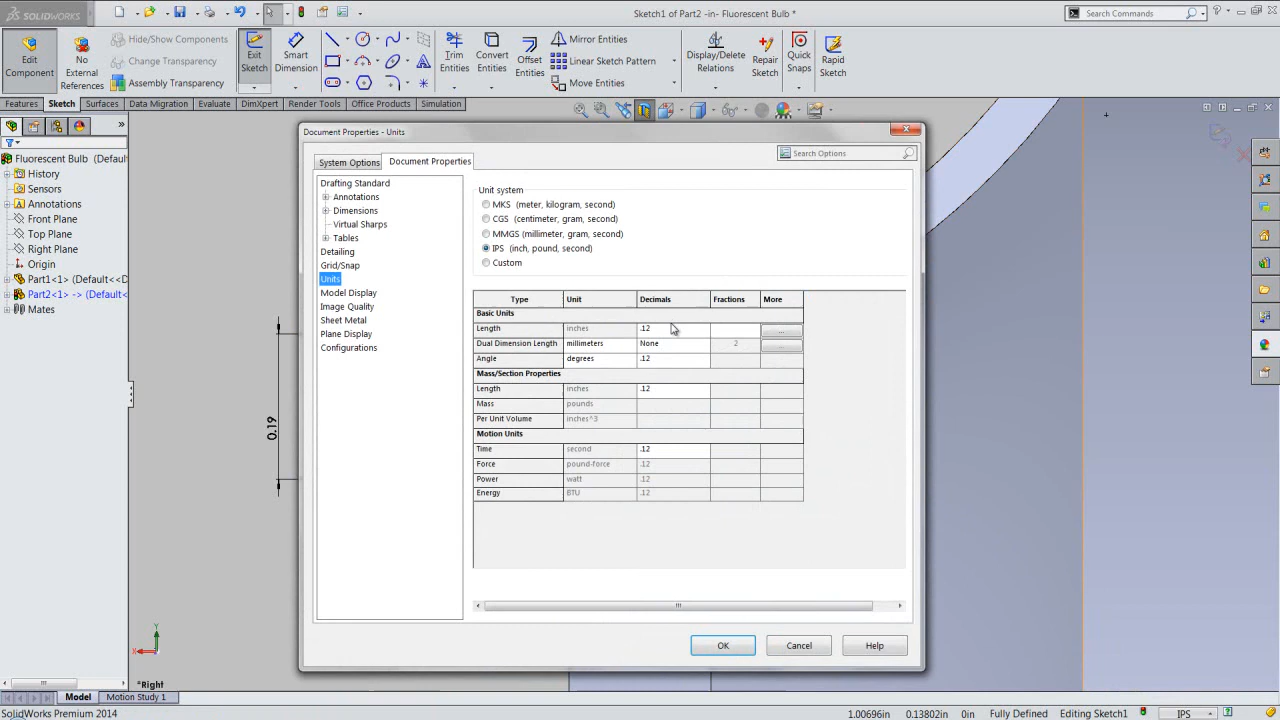 SOLIDWORKS
Sketch1 of Part2 -in- Fluorescent Bulb *
Search Commands
Edit Component
No External References
Hide/Show Components
Change Transparency
Assembly Transparency
Exit Sketch
Smart Dimension
Trim Entities
Convert Entities
Offset Entities
Mirror Entities
Linear Sketch Pattern
Move Entities
Display/Delete Relations
Repair Sketch
Quick Snaps
Rapid Sketch
Features
Sketch
Surfaces
Data Migration
Evaluate
DimXpert
Render Tools
Office Products
Simulation
Fluorescent Bulb (Defaul
History
Sensors
Annotations
Front Plane
Top Plane
Right Plane
Origin
Part1<1> (Default<<D
Part2<1> -> (Default<
Mates
0.19
Document Properties - Units
System Options
Document Properties
Search Options
Drafting Standard
Annotations
Dimensions
Virtual Sharps
Tables
Detailing
Grid/Snap
Units
Model Display
Image Quality
Sheet Metal
Plane Display
Configurations
Unit system
MKS (meter, kilogram, second)
CGS (centimeter, gram, second)
MMGS (millimeter, gram, second)
IPS (inch, pound, second)
Custom
Type Unit Decimals Fractions More
Basic Units
Length inches .12 ...
Dual Dimension Length millimeters None 2 ...
Angle degrees .12
Mass/Section Properties
Length inches .12
Mass pounds
Per Unit Volume inches^3
Motion Units
Time second .12
Force pound-force .12
Power watt .12
Energy BTU .12
OK
Cancel
Help
Y
X
*Right
Model
Motion Study 1
SolidWorks Premium 2014
1.00696in 0.13802in 0in Fully Defined Editing Sketch1 IPS